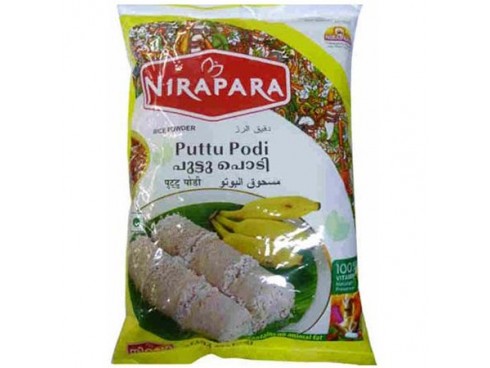 NIRAPARA
RICE POWDER دقيق الرز
Puttu Podi
പുട്ടു പൊടി
पुट्टु पोडी مسحوق البوتو
100%